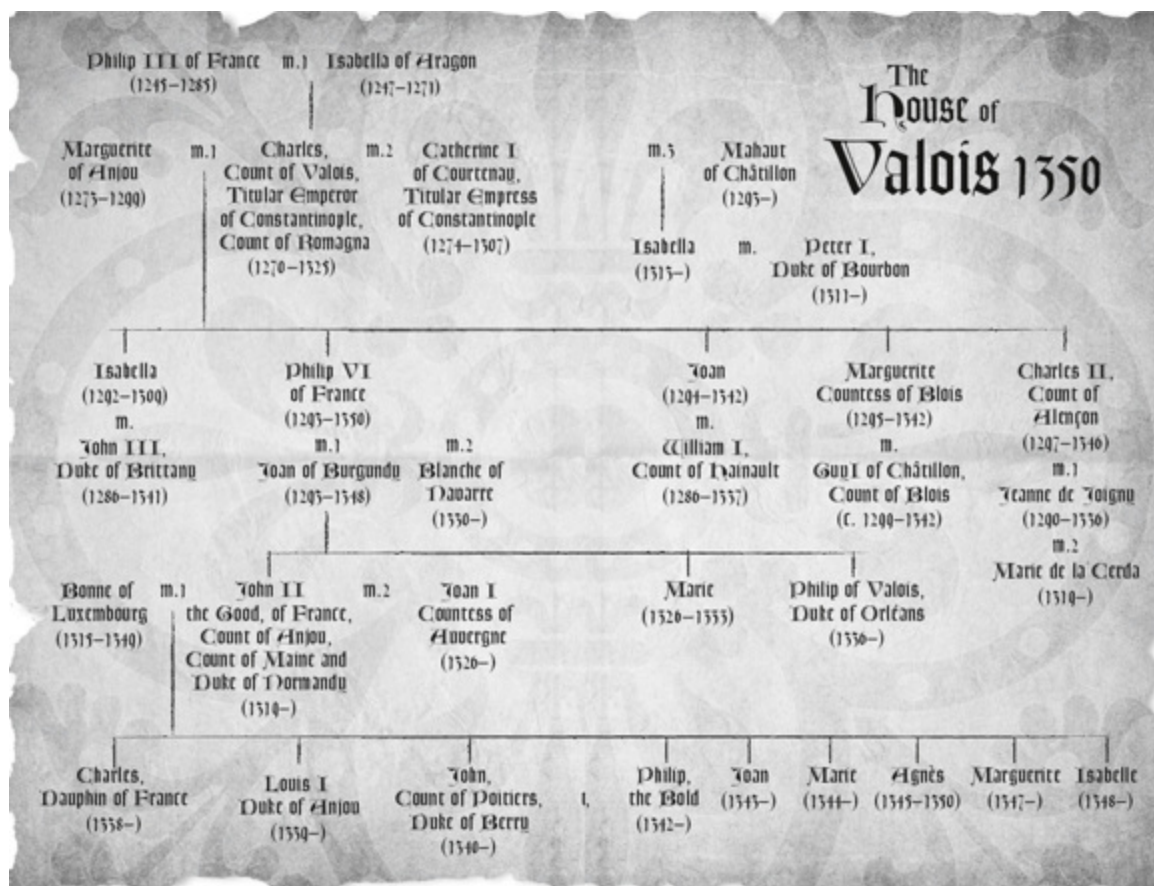 The
House of
Valois 1350
Philip III of France m.1 Isabella of Aragon
(1245–1285) (1247–1271)
Marguerite of Anjou (1273–1299)
m.1
Charles,
Count of Valois,
Titular Emperor
of Constantinople,
Count of Romagna
(1270–1325)
m.2
Catherine I
of Courtenay,
Titular Empress
of Constantinople
(1274–1307)
m.3
Mahaut
of Châtillon
(1293–)
Isabella
(1313–)
m.
Peter I,
Duke of Bourbon
(1311–)
Isabella
(1292–1309)
m.
John III,
Duke of Brittany
(1286–1341)
Philip VI
of France
(1293–1350)
m.1
Joan of Burgundy
(1293–1348)
m.2
Blanche of
Navarre
(1330–)
Joan
(1294–1342)
m.
William I,
Count of Hainault
(1286–1337)
Marguerite
Countess of Blois
(1295–1342)
m.
Guy I of Châtillon,
Count of Blois
(c. 1299–1342)
Charles II,
Count of
Alençon
(1297–1346)
m.1
Jeanne de Joigny
(1290–1336)
m.2
Marie de la Cerda
(1319–)
Bonne of
Luxembourg
(1315–1349)
m.1
John II
the Good, of France,
Count of Anjou,
Count of Maine and
Duke of Normandy
(1319–)
m.2
Joan I
Countess of
Auvergne
(1326–)
Marie
(1326–1333)
Philip of Valois,
Duke of Orléans
(1336–)
Charles,
Dauphin of France
(1338–)
Louis I
Duke of Anjou
(1339–)
John,
Count of Poitiers,
Duke of Berry
(1340–)
Philip,
the Bold
(1342–)
Joan
(1343–)
Marie
(1344–)
Agnès
(1345–1350)
Marguerite
(1347–)
Isabelle
(1348–)